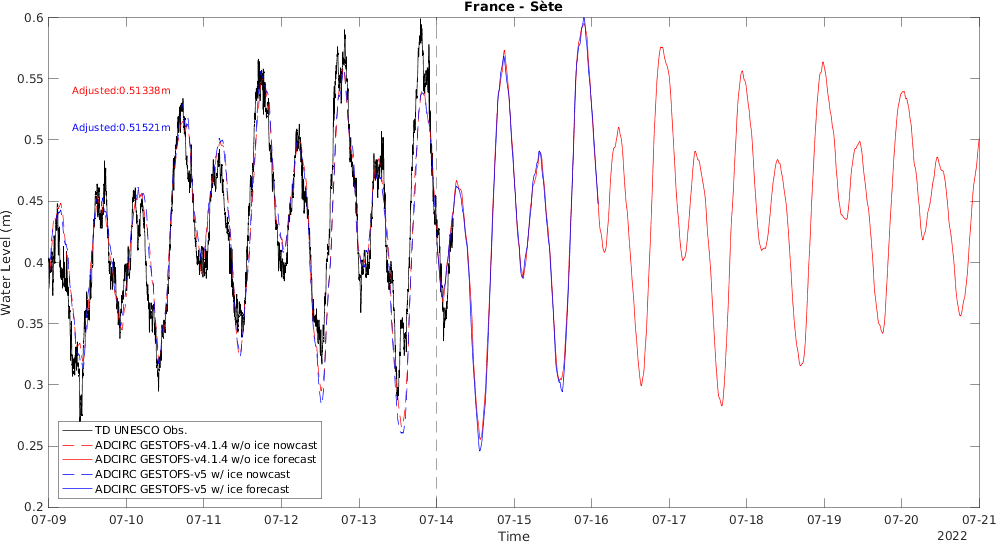 France - Sète
0.6
0.55
0.5
0.45
0.4
0.35
0.3
0.25
0.2
Water Level (m)
Adjusted:0.51338m
Adjusted:0.51521m
TD UNESCO Obs.
ADCIRC GESTOFS-v4.1.4 w/o ice nowcast
ADCIRC GESTOFS-v4.1.4 w/o ice forecast
ADCIRC GESTOFS-v5 w/ ice nowcast
ADCIRC GESTOFS-v5 w/ ice forecast
07-09 07-10 07-11 07-12 07-13 07-14 07-15 07-16 07-17 07-18 07-19 07-20 07-21
Time
2022